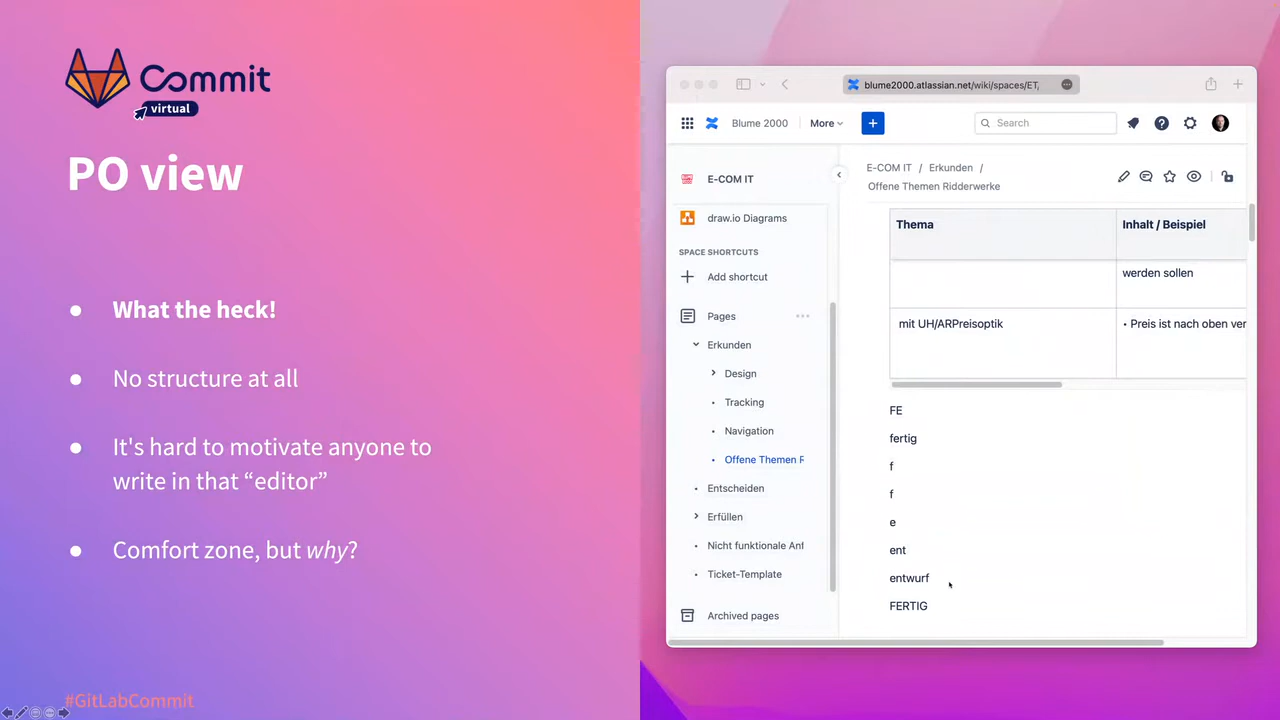 Commit
virtual
PO view
● What the heck!
● No structure at all
● It's hard to motivate anyone to
write in that “editor”
● Comfort zone, but why?
#GitLabCommit
blume2000.atlassian.net/wiki/spaces/ET/
Blume 2000
More
Search
E-COM IT
draw.io Diagrams
SPACE SHORTCUTS
Add shortcut
Pages
Erkunden
Design
Tracking
Navigation
Offene Themen R
Entscheiden
Erfüllen
Nicht funktionale Anf
Ticket-Template
Archived pages
E-COM IT / Erkunden /
Offene Themen Ridderwerke
Thema Inhalt / Beispiel
werden sollen
mit UH/ARPreisoptik • Preis ist nach oben ver
FE
fertig
f
f
e
ent
entwurf
FERTIG